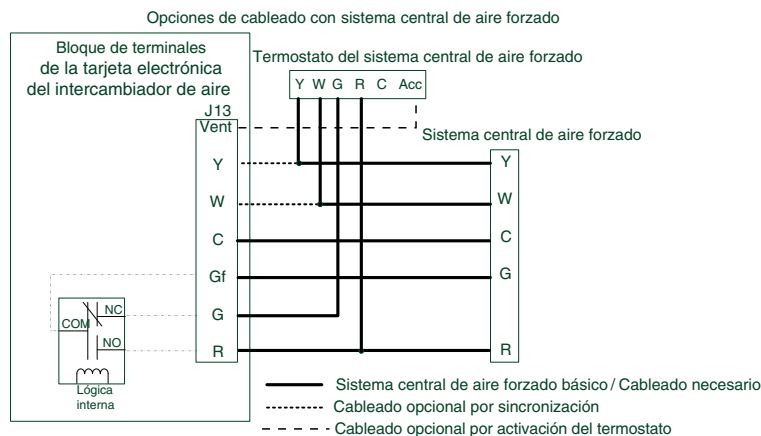 Opciones de cableado con sistema central de aire forzado
Bloque de terminales
de la tarjeta electrónica
del intercambiador de aire
Termostato del sistema central de aire forzado
Y W G R C Acc
J13
Vent
Sistema central de aire forzado
Y
Y
W
W
C
C
Gf
G
G
R
R
NC
COM
NO
Lógica
interna
Sistema central de aire forzado básico / Cableado necesario
Cableado opcional por sincronización
Cableado opcional por activación del termostato